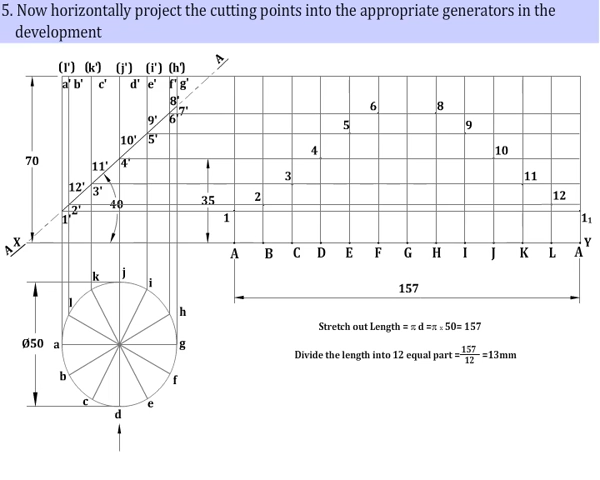 5. Now horizontally project the cutting points into the appropriate generators in the
development
(l') (k') (j') (i') (h')
a' b' c' d' e' f' g'
A
8'
7'
9' 6'
10' 5'
11' 4'
12' 3'
2'
1'
70
40
35
A X
1 2 3 4 5 6 8 9 10 11 12 1₁
Y
A B C D E F G H I J K L A
157
k j i
l h
Ø50 a g
b f
c d e
Stretch out Length = π d =π × 50= 157
Divide the length into 12 equal part =157/12 =13mm